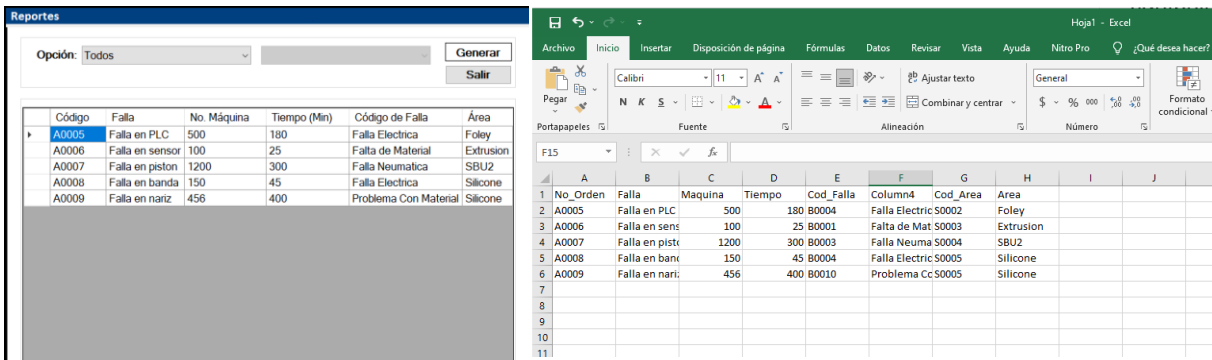 Reportes
Opción: Todos
Generar
Salir
Código Falla No. Máquina Tiempo (Min) Código de Falla Área
A0005 Falla en PLC 500 180 Falla Electrica Foley
A0006 Falla en sensor 100 25 Falta de Material Extrusion
A0007 Falla en piston 1200 300 Falla Neumatica SBU2
A0008 Falla en banda 150 45 Falla Electrica Silicone
A0009 Falla en nariz 456 400 Problema Con Material Silicone
Hoja1 - Excel
Archivo Inicio Insertar Disposición de página Fórmulas Datos Revisar Vista Ayuda Nitro Pro ¿Qué desea hacer?
Pegar
Calibri 11 A A
Ajustar texto
General
N K S A
Combinar y centrar
$ % 000
Formato
condicional
Portapapeles Fuente Alineación Número
F15 fx
A B C D E F G H I J
1 No_Orden Falla Maquina Tiempo Cod_Falla Column4 Cod_Area Area
2 A0005 Falla en PLC 500 180 B0004 Falla Electric S0002 Foley
3 A0006 Falla en sens 100 25 B0001 Falta de Mat S0003 Extrusion
4 A0007 Falla en pisto 1200 300 B0003 Falla Neuma S0004 SBU2
5 A0008 Falla en band 150 45 B0004 Falla Electric S0005 Silicone
6 A0009 Falla en nari 456 400 B0010 Problema Co S0005 Silicone
7
8
9
10
11